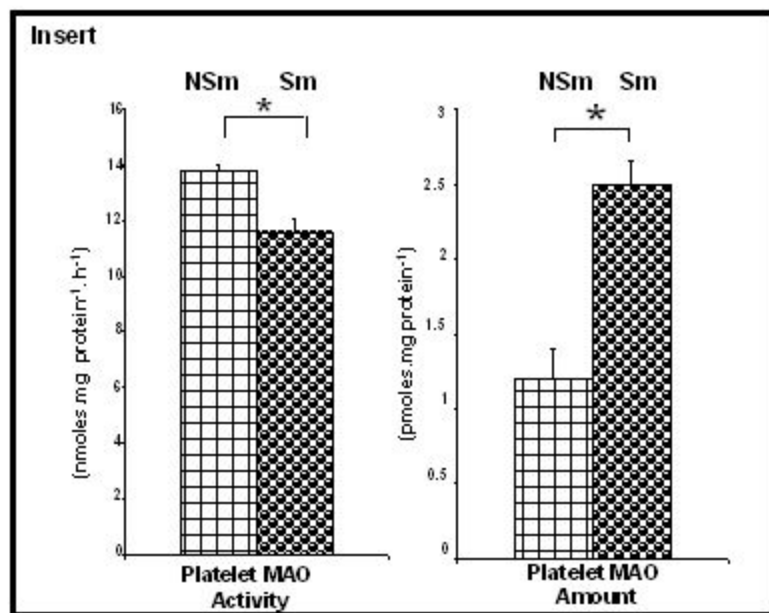 Insert
NSm Sm
*
16
14
12
10
8
6
4
2
0
(nmoles.mg protein⁻¹.h⁻¹)
Platelet MAO
Activity
NSm Sm
*
3
2.5
2
1.5
1
0.5
0
(pmoles.mg protein⁻¹)
Platelet MAO
Amount